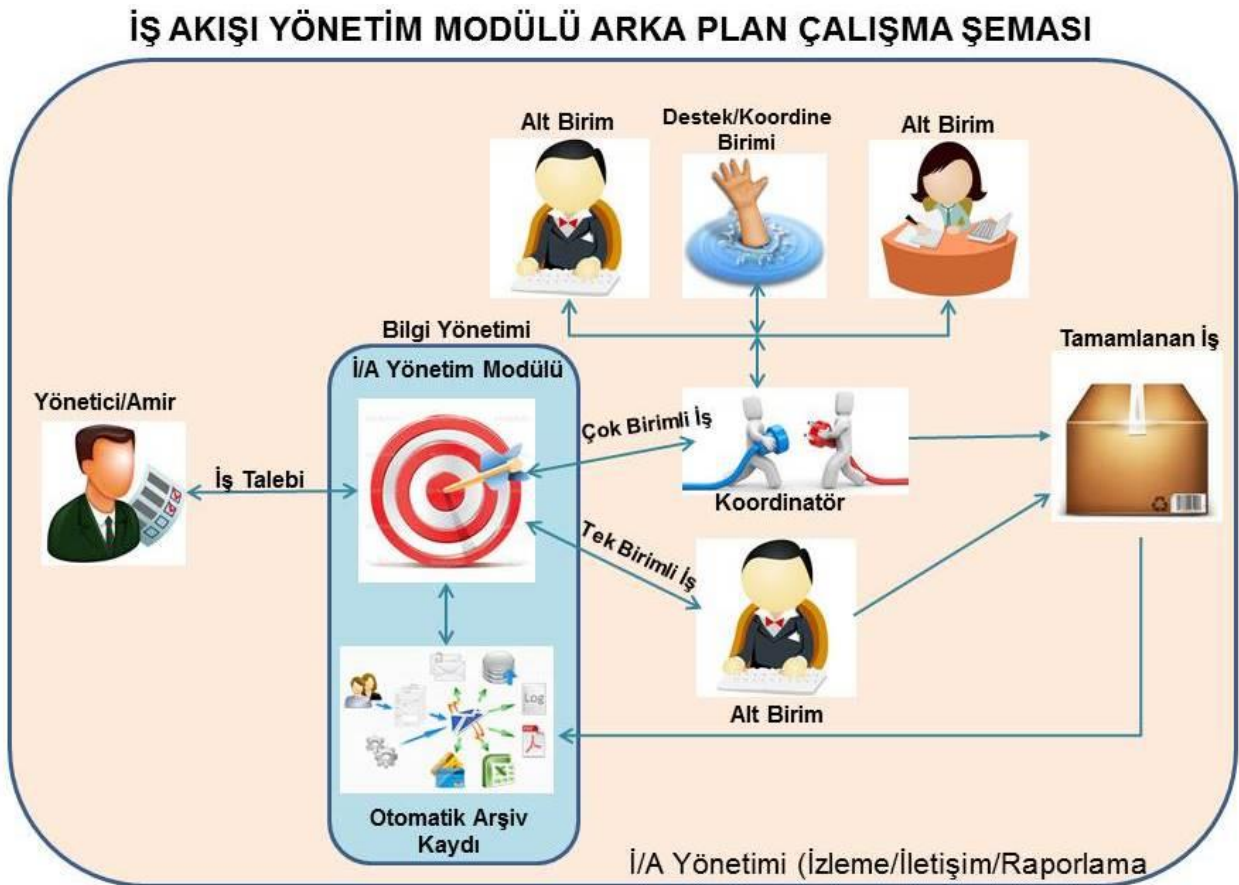 İŞ AKIŞI YÖNETİM MODÜLÜ ARKA PLAN ÇALIŞMA ŞEMASI
Alt Birim
Destek/Koordine
Birimi
Alt Birim
Bilgi Yönetimi
İ/A Yönetim Modülü
Tamamlanan İş
Yönetici/Amir
Çok Birimli İş
İş Talebi
Koordinatör
Tek Birimli İş
Log
Alt Birim
Otomatik Arşiv
Kaydı
İ/A Yönetimi (İzleme/İletişim/Raporlama